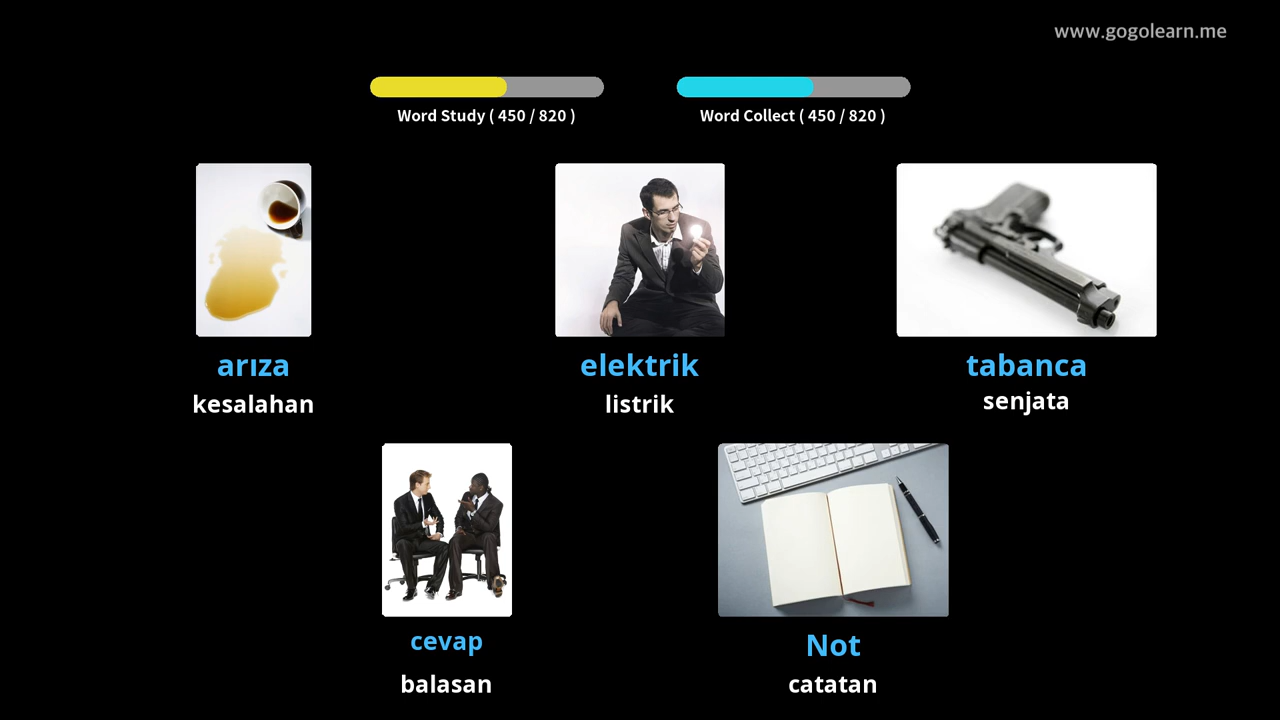 www.gogolearn.me
Word Study ( 450 / 820 )
Word Collect ( 450 / 820 )
arıza
elektrik
tabanca
kesalahan
listrik
senjata
cevap
Not
balasan
catatan